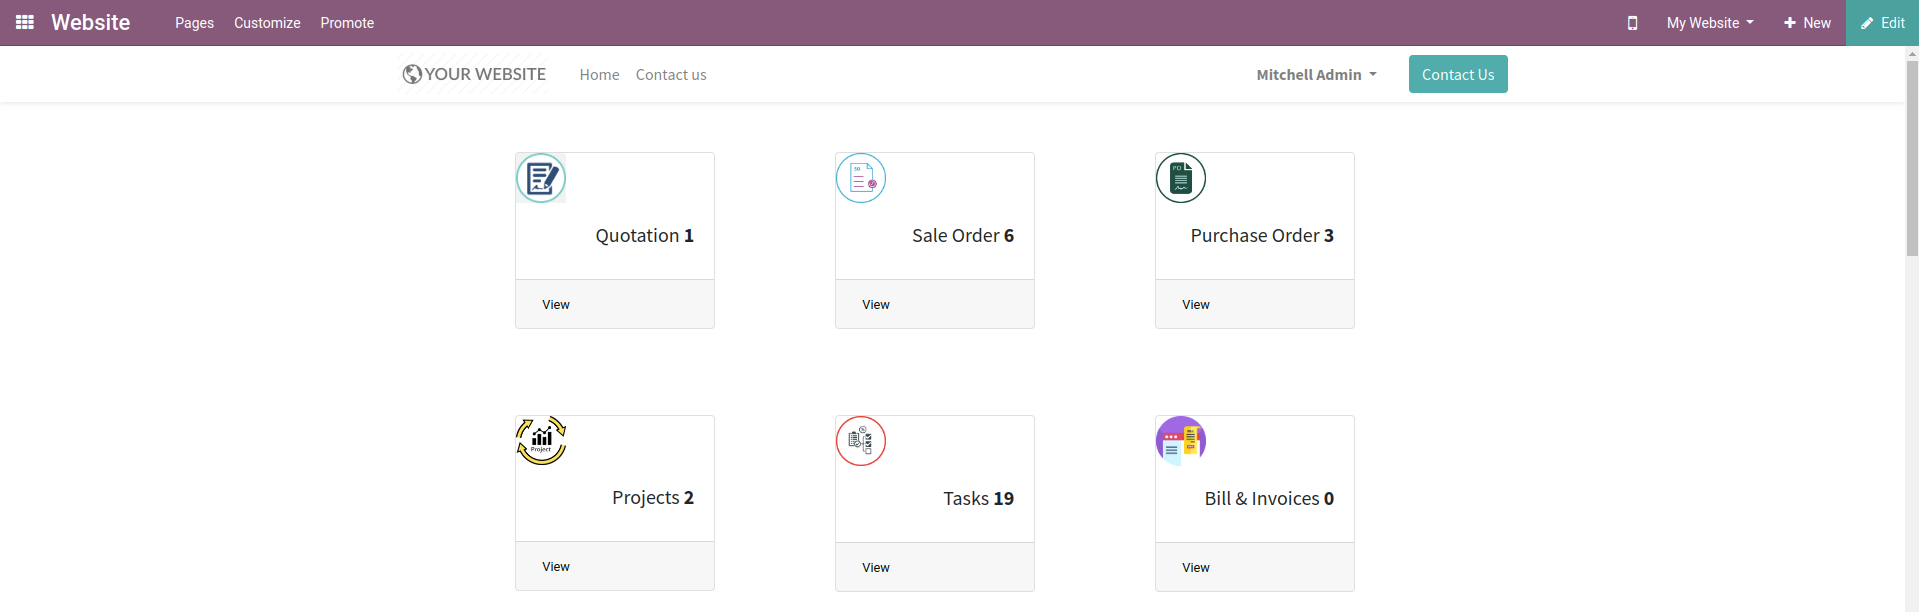 Website Pages Customize Promote My Website New Edit
YOUR WEBSITE Home Contact us Mitchell Admin Contact Us
SO PO
Quotation 1 Sale Order 6 Purchase Order 3
View View View
Project
Projects 2 Tasks 19 Bill & Invoices 0
View View View